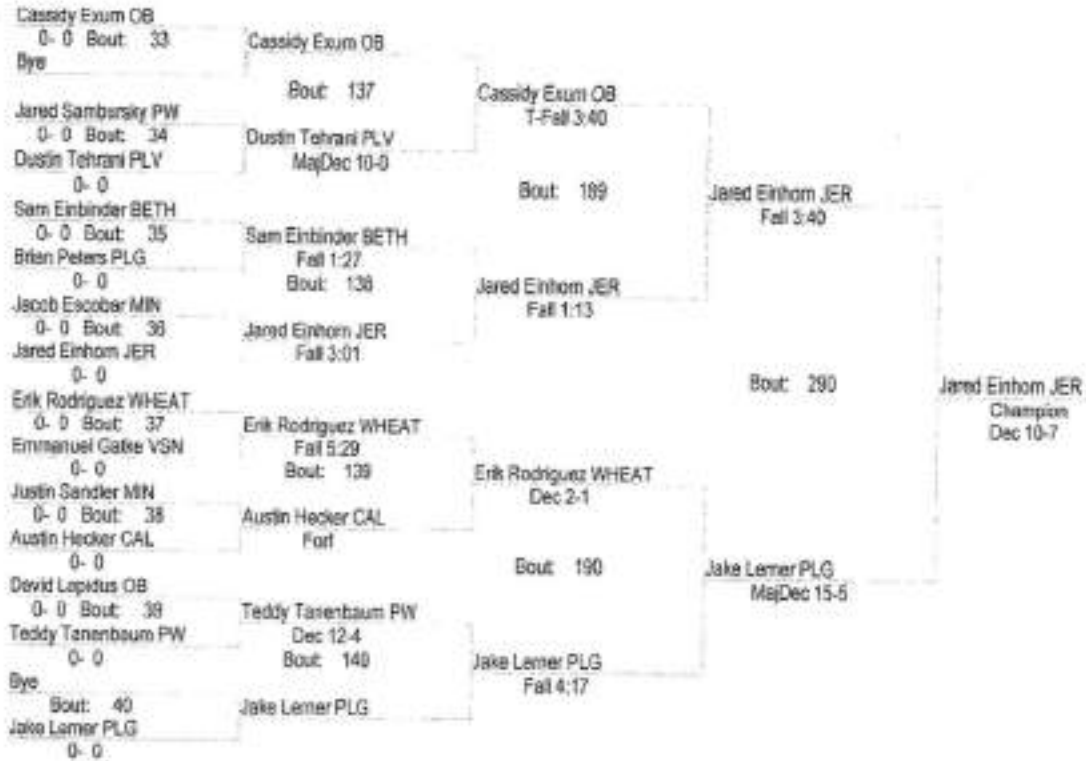 Cassidy Exum OB
0- 0 Bout: 33
Bye
Jared Sambursky PW
0- 0 Bout: 34
Dustin Tehrani PLV
0- 0
Sam Einbinder BETH
0- 0 Bout: 35
Brian Peters PLG
0- 0
Jacob Escobar MIN
0- 0 Bout: 36
Jared Einhorn JER
0- 0
Erik Rodriguez WHEAT
0- 0 Bout: 37
Emmanuel Gatke VSN
0- 0
Justin Sandler MIN
0- 0 Bout: 38
Austin Hecker CAL
0- 0
David Lapidus OB
0- 0 Bout: 39
Teddy Tanenbaum PW
0- 0
Bye
Bout: 40
Jake Lerner PLG
0- 0
Cassidy Exum OB
Bout: 137
Dustin Tehrani PLV
MajDec 10-0
Sam Einbinder BETH
Fall 1:27
Bout: 138
Jared Einhorn JER
Fall 3:01
Erik Rodriguez WHEAT
Fall 5:29
Bout: 139
Austin Hecker CAL
Forf
Teddy Tanenbaum PW
Dec 12-4
Bout: 140
Jake Lerner PLG
Cassidy Exum OB
T-Fall 3:40
Bout: 189
Jared Einhorn JER
Fall 1:13
Erik Rodriguez WHEAT
Dec 2-1
Bout: 190
Jake Lerner PLG
Fall 4:17
Jared Einhorn JER
Fall 3:40
Bout: 290
Jake Lerner PLG
MajDec 15-5
Jared Einhorn JER
Champion
Dec 10-7